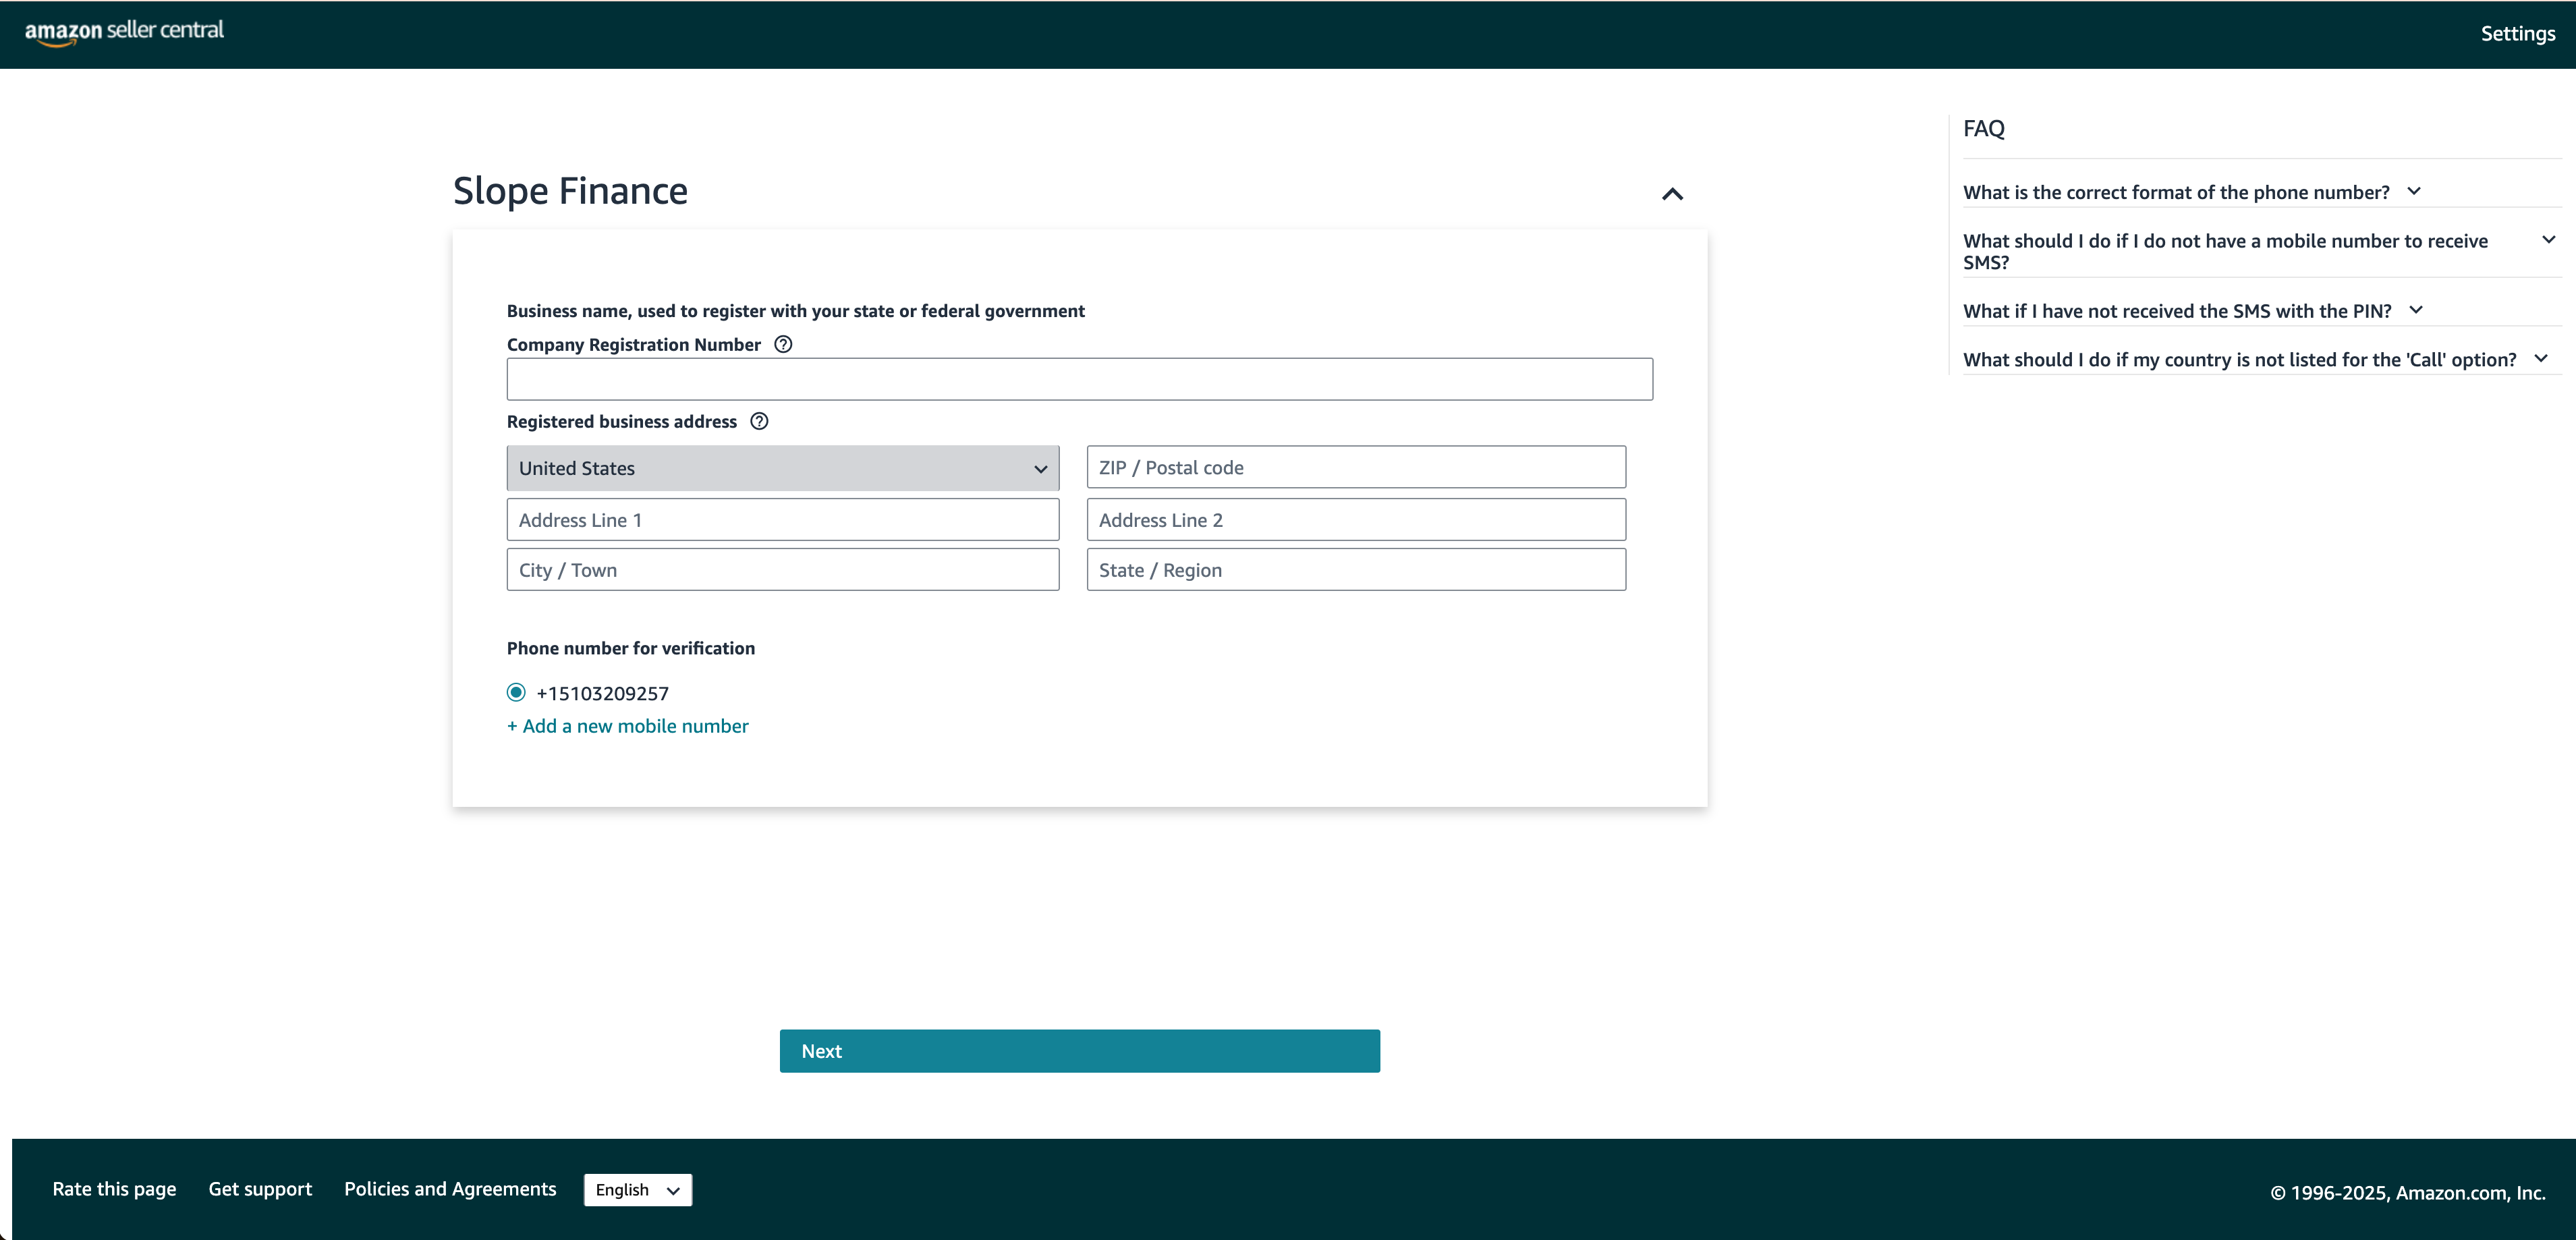 amazon seller central
Settings
Slope Finance
Business name, used to register with your state or federal government
Company Registration Number
Registered business address
United States
ZIP / Postal code
Address Line 1
Address Line 2
City / Town
State / Region
Phone number for verification
+15103209257
+ Add a new mobile number
Next
FAQ
What is the correct format of the phone number?
What should I do if I do not have a mobile number to receive
SMS?
What if I have not received the SMS with the PIN?
What should I do if my country is not listed for the 'Call' option?
Rate this page
Get support
Policies and Agreements
English
© 1996-2025, Amazon.com, Inc.